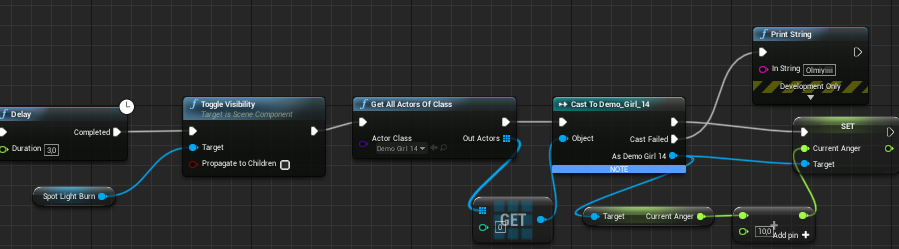 Print String
In String Olmiyiiii
Development Only
Delay
Completed
Duration 3,0
Toggle Visibility
Target is Scene Component
Target
Propagate to Children
Spot Light Burn
Get All Actors Of Class
Actor Class
Demo Girl 14
Out Actors
GET
0
Cast To Demo_Girl_14
Object
Cast Failed
As Demo Girl 14
NOTE
Target Current Anger
10,0
Add pin
SET
Current Anger
Target